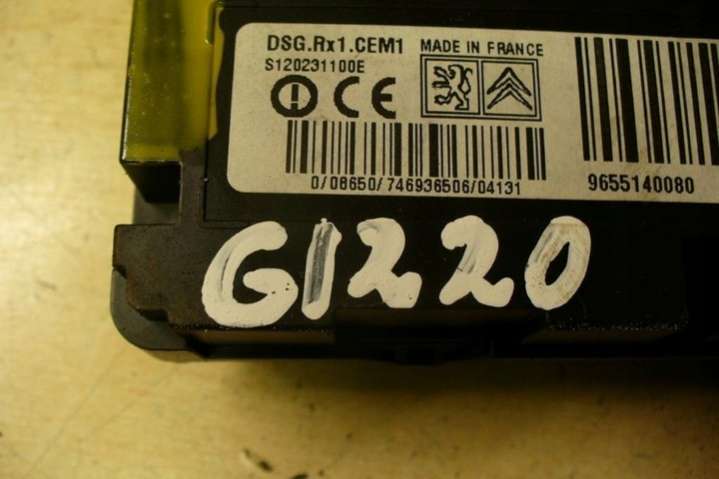 DSG.Rx1.CEM1 MADE IN FRANCE
S120231100E
CE
0/08650/746936506/04131
9655140080
G1220